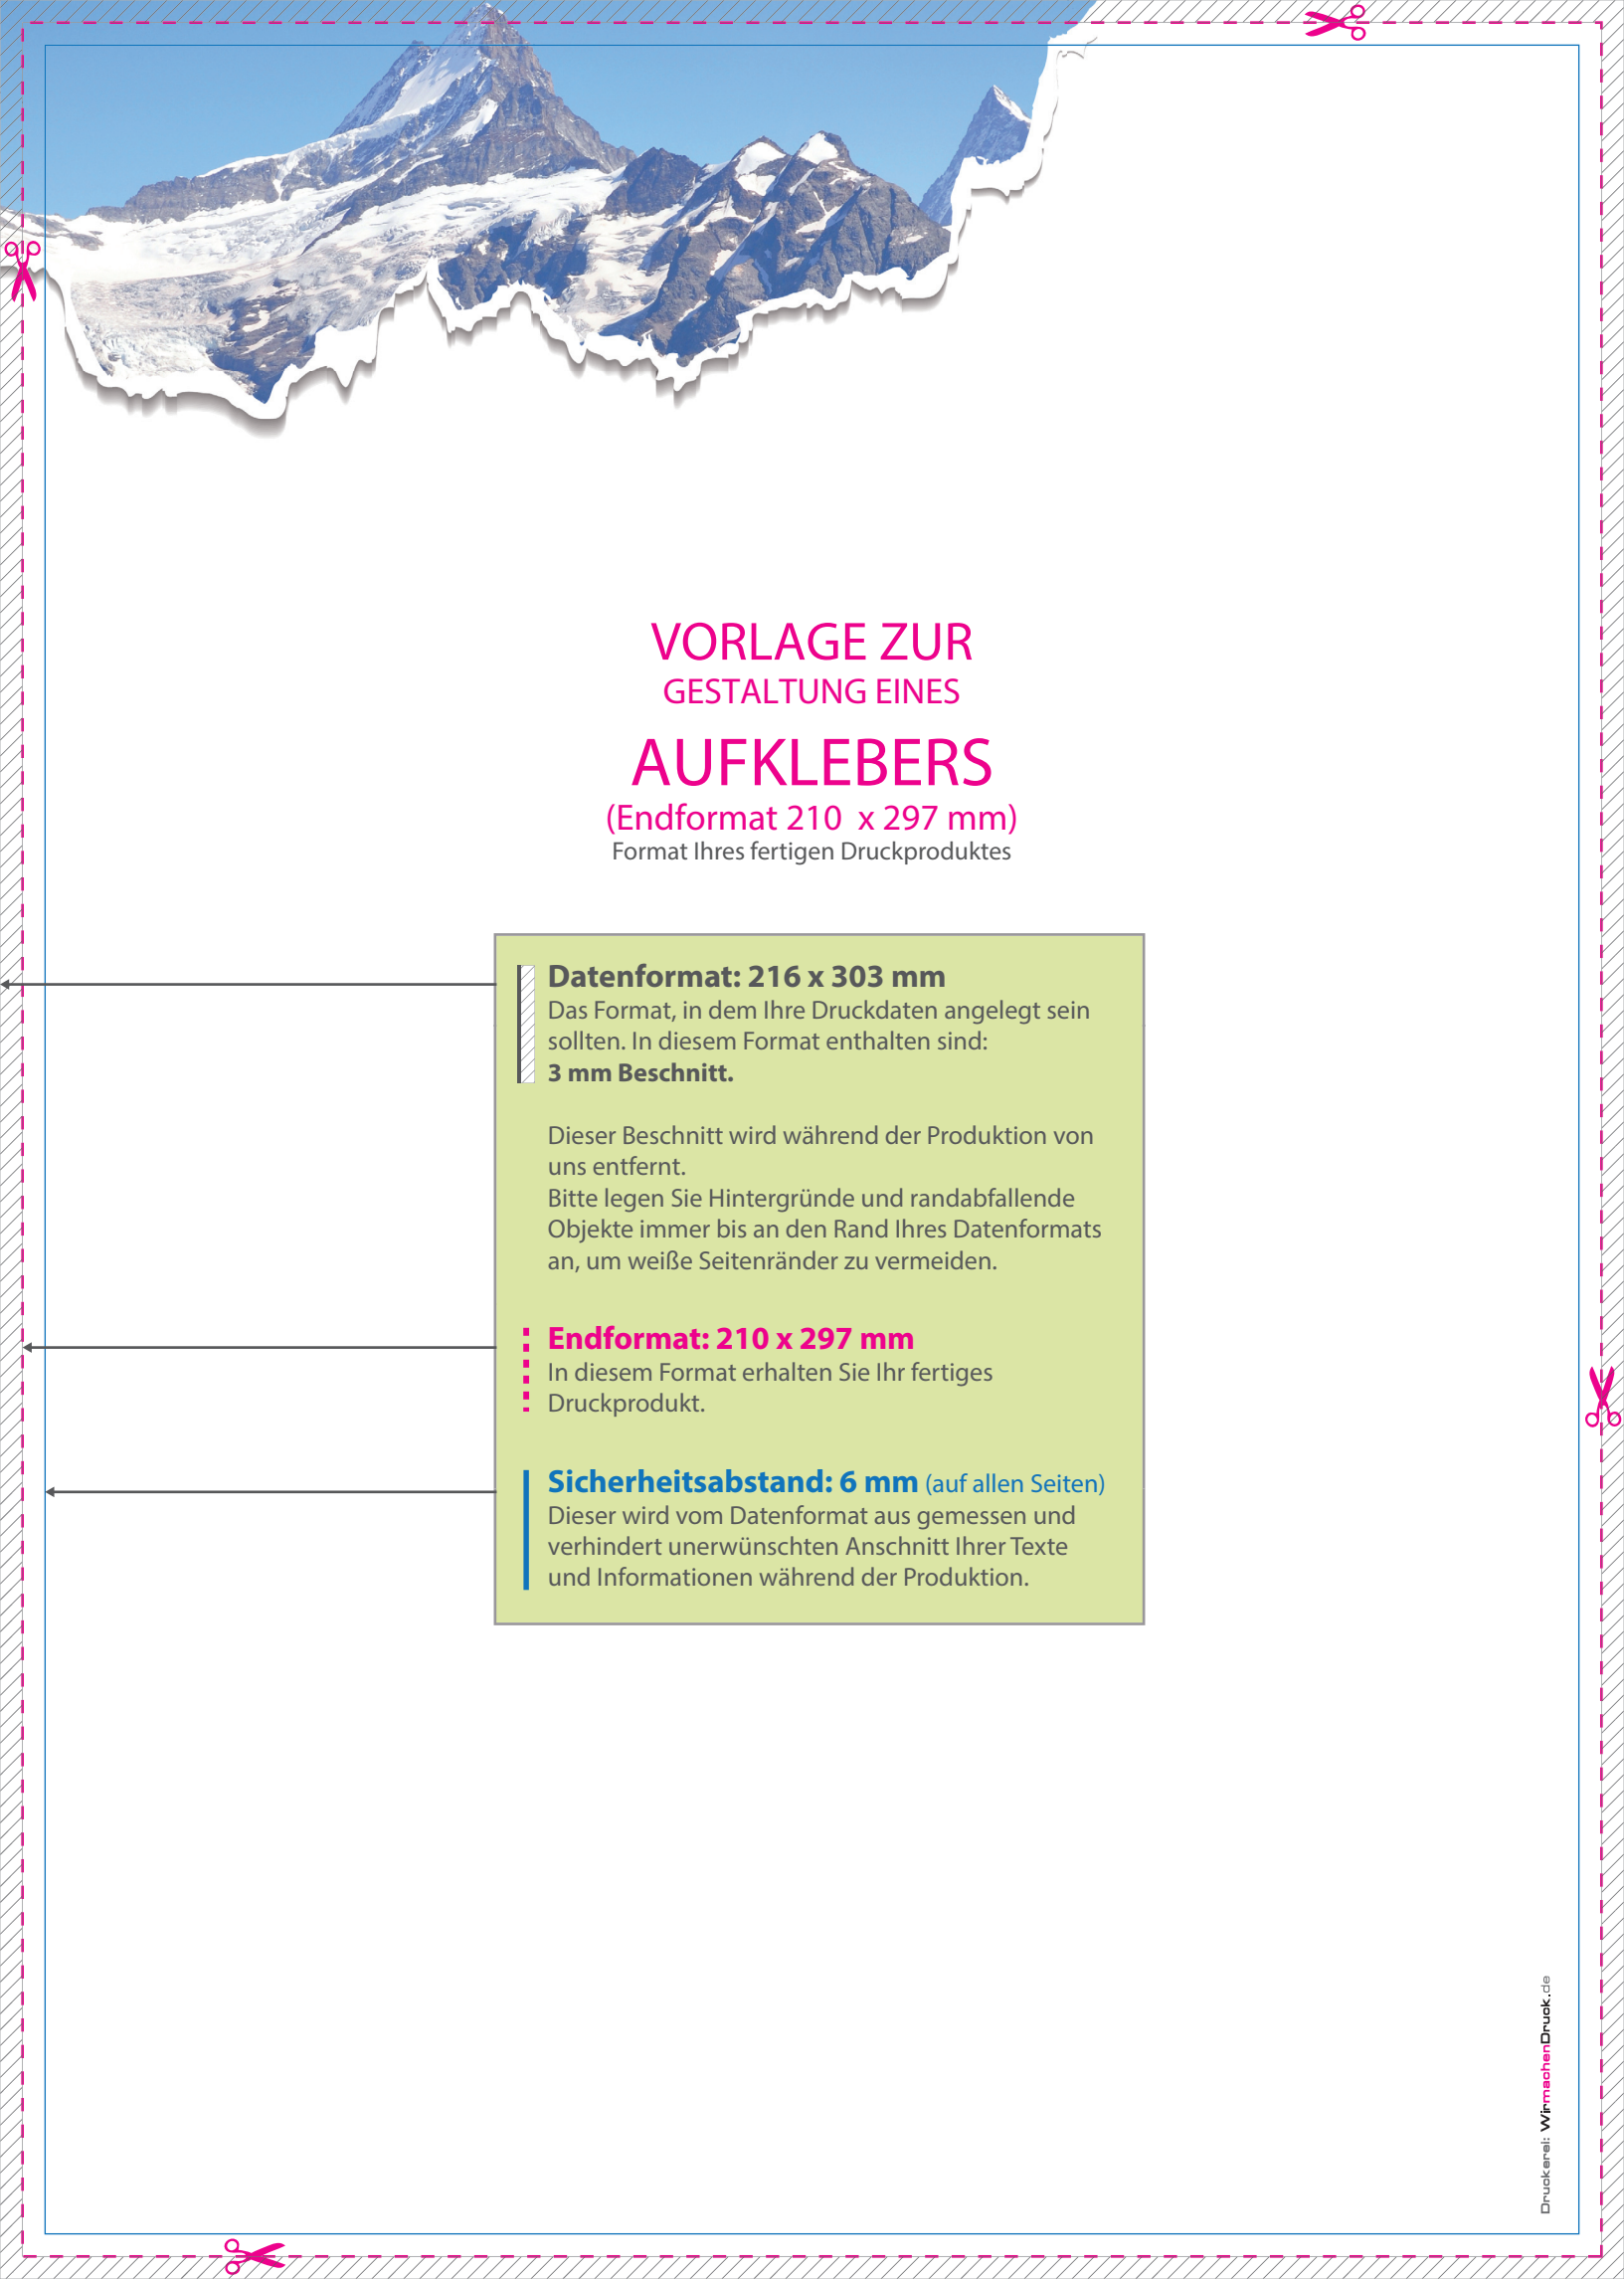 VORLAGE ZUR
GESTALTUNG EINES
AUFKLEBERS
(Endformat 210 x 297 mm)
Format Ihres fertigen Druckproduktes
Datenformat: 216 x 303 mm
Das Format, in dem Ihre Druckdaten angelegt sein
sollten. In diesem Format enthalten sind:
3 mm Beschnitt.
Dieser Beschnitt wird während der Produktion von
uns entfernt.
Bitte legen Sie Hintergründe und randabfallende
Objekte immer bis an den Rand Ihres Datenformats
an, um weiße Seitenränder zu vermeiden.
Endformat: 210 x 297 mm
In diesem Format erhalten Sie Ihr fertiges
Druckprodukt.
Sicherheitsabstand: 6 mm (auf allen Seiten)
Dieser wird vom Datenformat aus gemessen und
verhindert unerwünschten Anschnitt Ihrer Texte
und Informationen während der Produktion.
Druckerei: WirmachenDruck.de